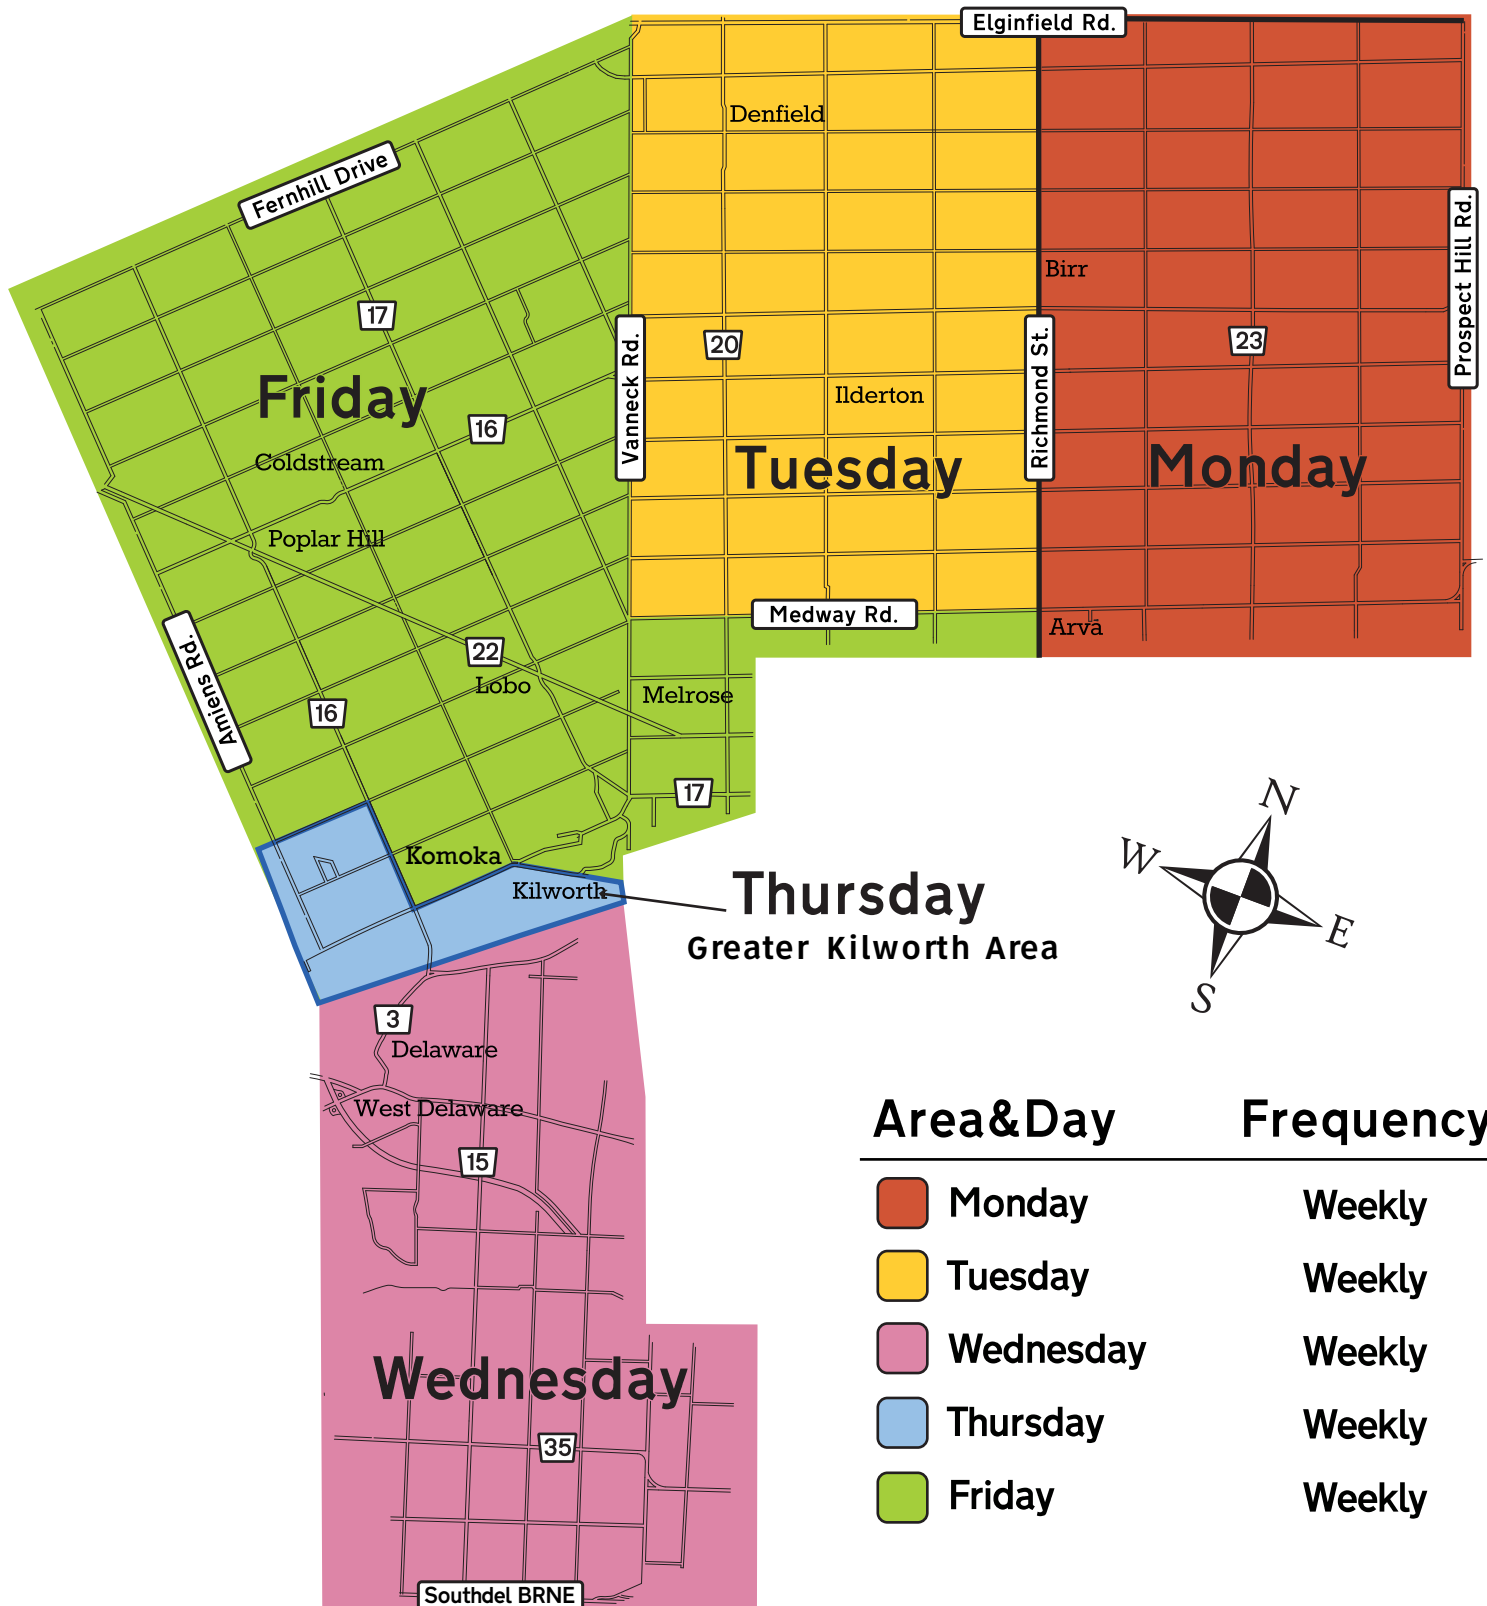 Elginfield Rd.
Denfield
Fernhill Drive
Prospect Hill Rd.
Birr
17
Vanneck Rd.
20
Richmond St.
23
Friday
Ilderton
16
Coldstream
Tuesday
Monday
Poplar Hill
Medway Rd.
Arva
Amiens Rd.
22
Lobo
Melrose
16
17
N
W
E
S
Komoka
Kilworth
Thursday
Greater Kilworth Area
3
Delaware
West Delaware
15
Area&Day Frequency
Monday Weekly
Tuesday Weekly
Wednesday Weekly
Thursday Weekly
Friday Weekly
Wednesday
35
Southdel BRNE